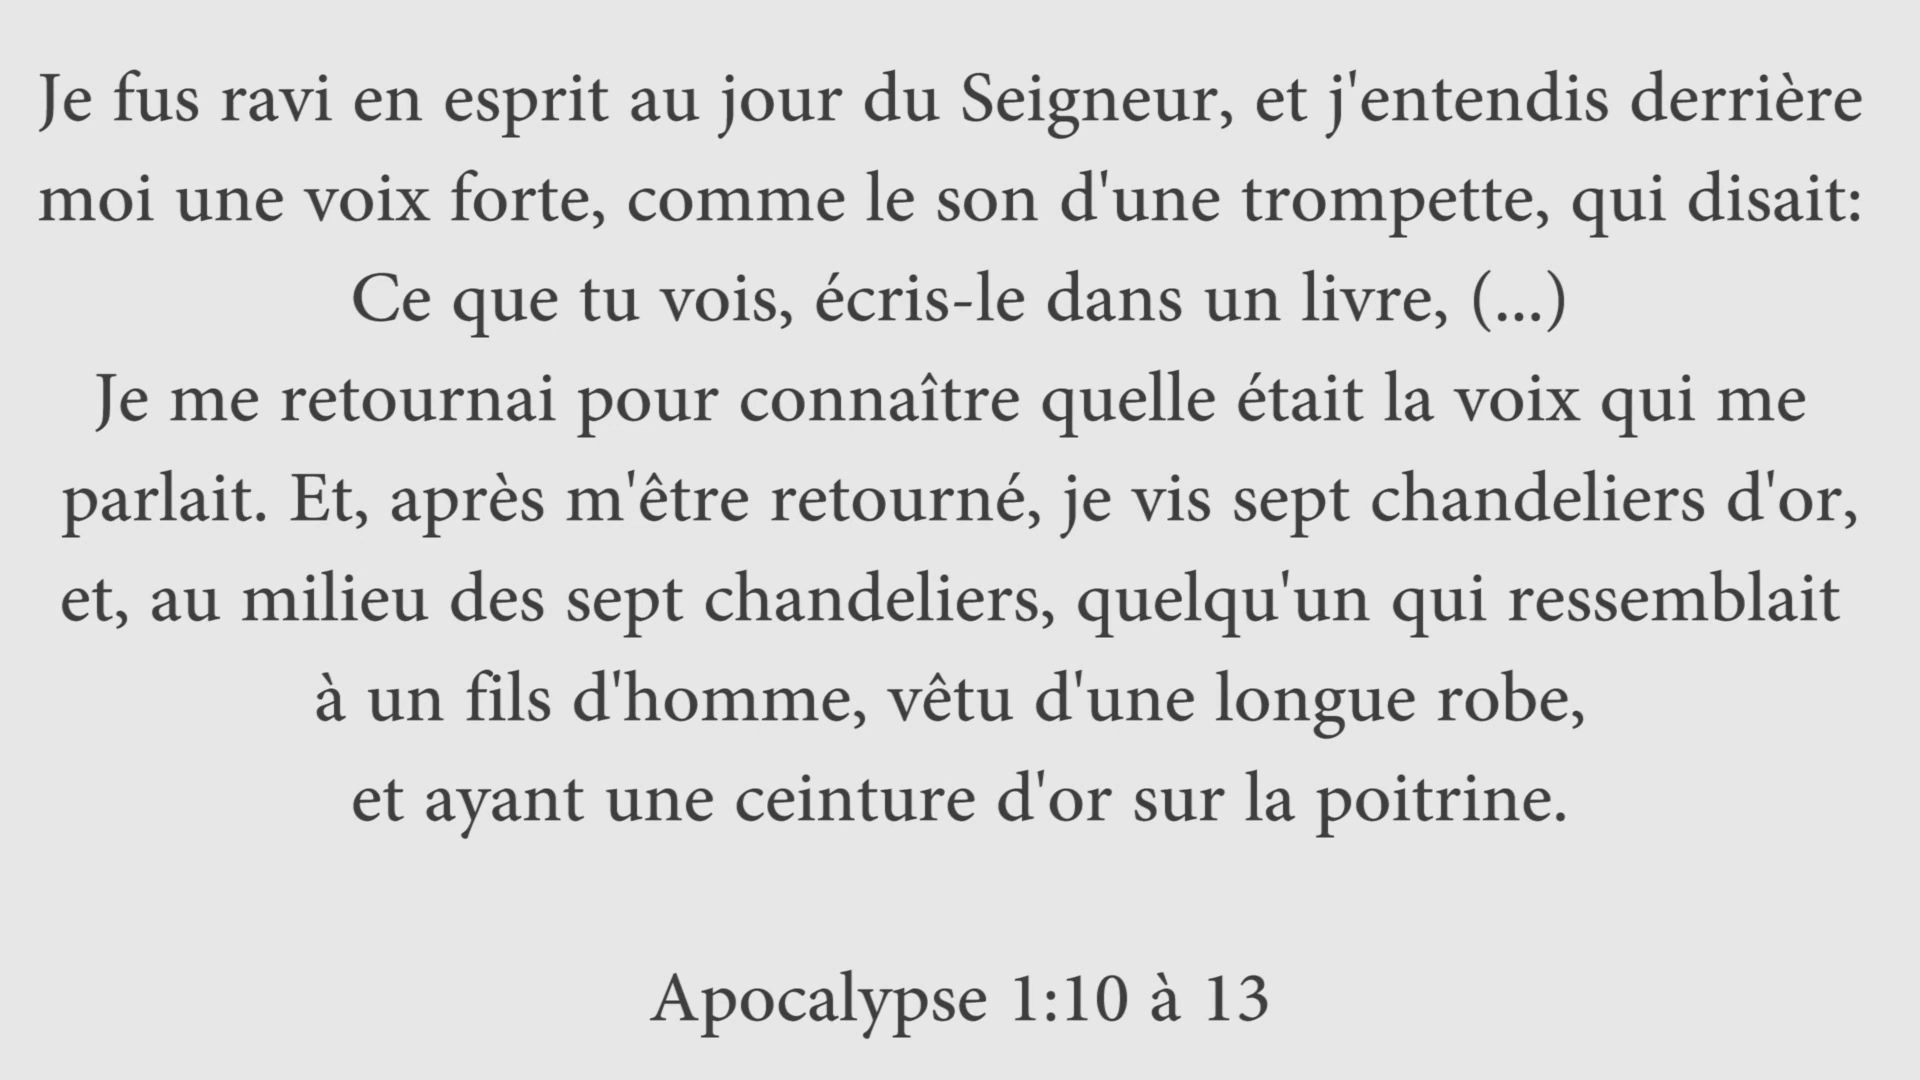 Je fus ravi en esprit au jour du Seigneur, et j'entendis derrière
moi une voix forte, comme le son d'une trompette, qui disait:
Ce que tu vois, écris-le dans un livre, (...)
Je me retournai pour connaître quelle était la voix qui me
parlait. Et, après m'être retourné, je vis sept chandeliers d'or,
et, au milieu des sept chandeliers, quelqu'un qui ressemblait
à un fils d'homme, vêtu d'une longue robe,
et ayant une ceinture d'or sur la poitrine.
Apocalypse 1:10 à 13